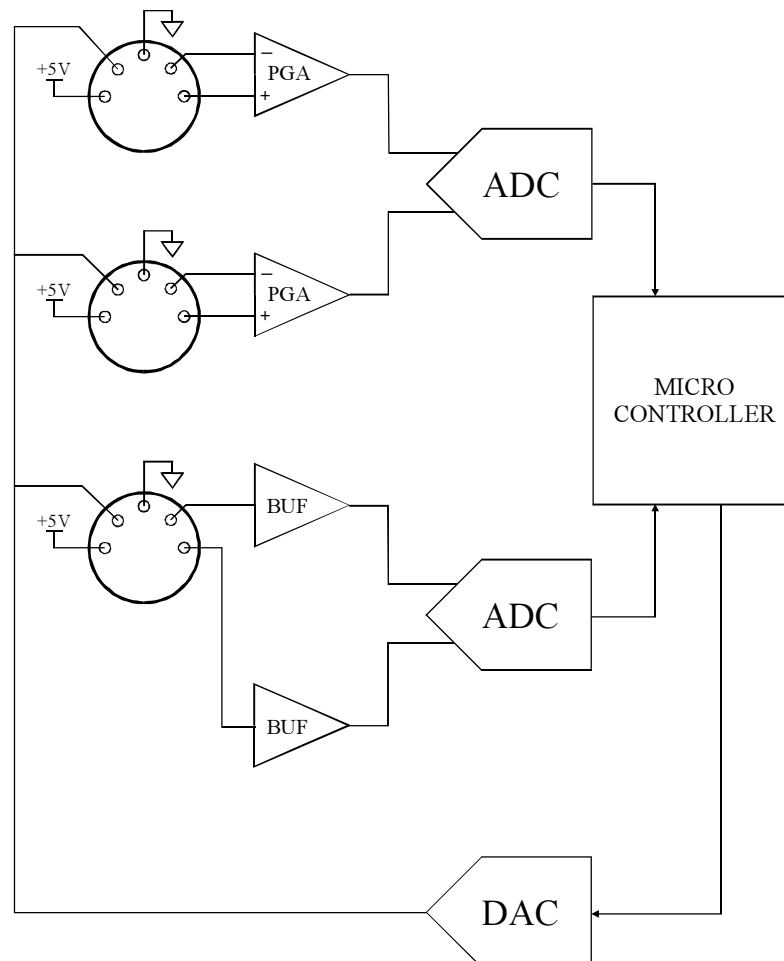 +5V
−
PGA
+
ADC
+5V
−
PGA
+
MICRO
CONTROLLER
+5V
BUF
ADC
BUF
DAC